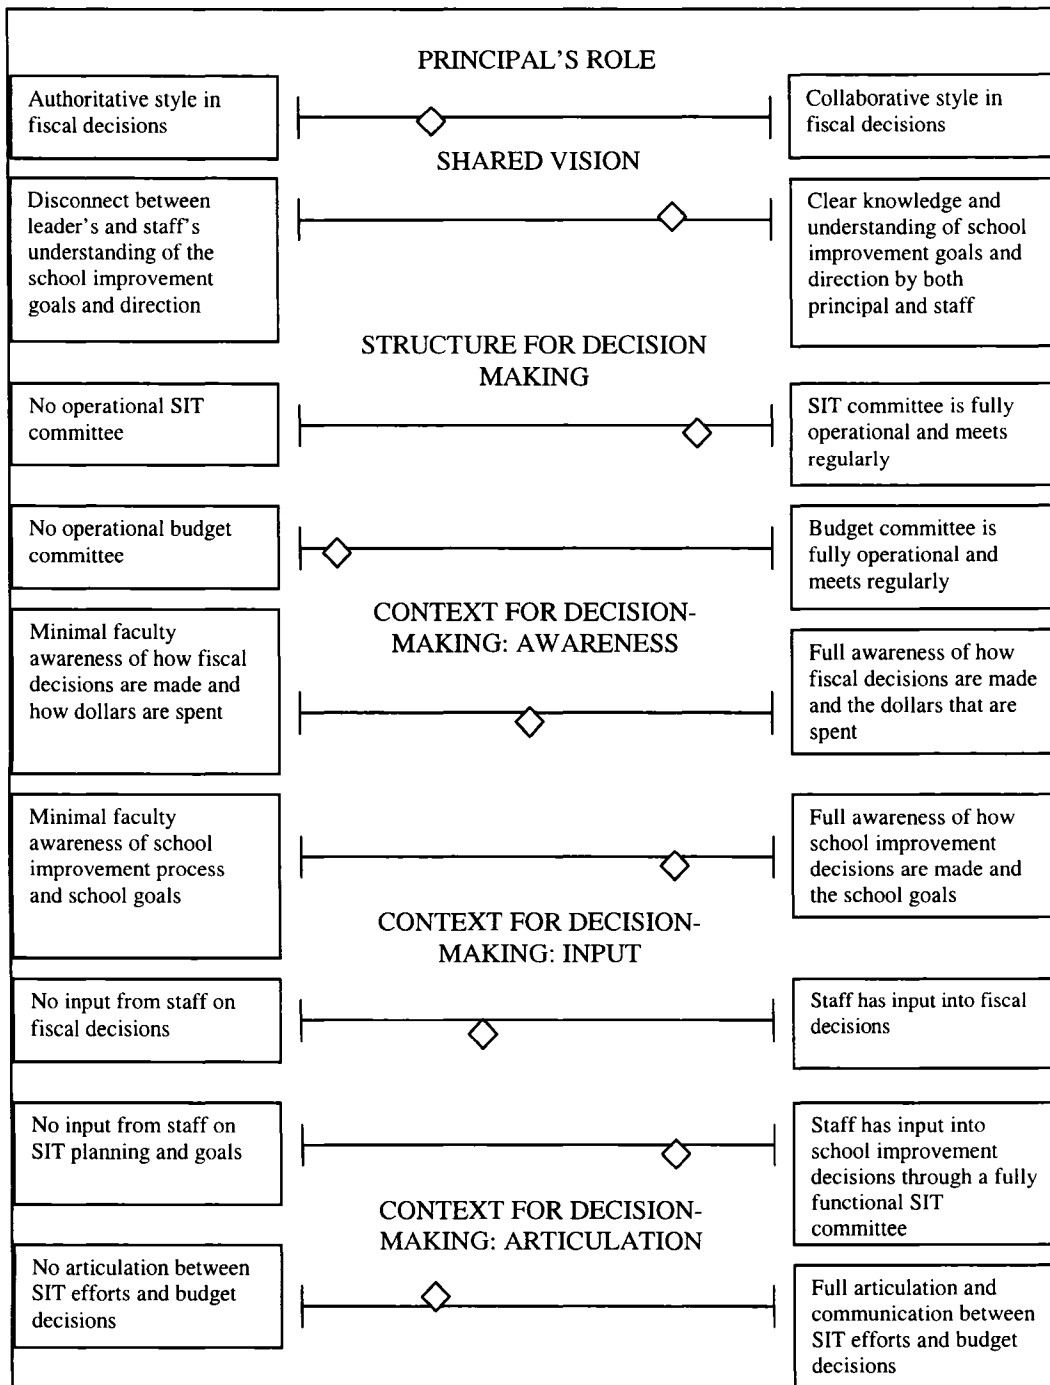 PRINCIPAL'S ROLE
Authoritative style in
fiscal decisions
Collaborative style in
fiscal decisions
SHARED VISION
Disconnect between
leader's and staff's
understanding of the
school improvement
goals and direction
Clear knowledge and
understanding of school
improvement goals and
direction by both
principal and staff
STRUCTURE FOR DECISION
MAKING
No operational SIT
committee
SIT committee is fully
operational and meets
regularly
No operational budget
committee
Budget committee is
fully operational and
meets regularly
CONTEXT FOR DECISION-
MAKING: AWARENESS
Minimal faculty
awareness of how fiscal
decisions are made and
how dollars are spent
Full awareness of how
fiscal decisions are made
and the dollars that are
spent
Minimal faculty
awareness of school
improvement process
and school goals
Full awareness of how
school improvement
decisions are made and
the school goals
CONTEXT FOR DECISION-
MAKING: INPUT
No input from staff on
fiscal decisions
Staff has input into fiscal
decisions
No input from staff on
SIT planning and goals
Staff has input into
school improvement
decisions through a fully
functional SIT
committee
CONTEXT FOR DECISION-
MAKING: ARTICULATION
No articulation between
SIT efforts and budget
decisions
Full articulation and
communication between
SIT efforts and budget
decisions